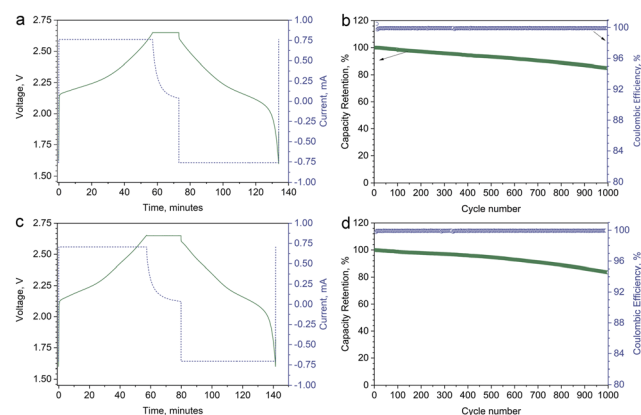 a
2.75
2.50
2.25
2.00
1.75
1.50
Voltage, V
0 20 40 60 80 100 120 140
Time, minutes
1.00
0.75
0.50
0.25
0.00
-0.25
-0.50
-0.75
-1.00
Current, mA
b
120
100
80
60
40
20
0
Capacity Retention, %
0 100 200 300 400 500 600 700 800 900 1000
Cycle number
100
96
92
88
84
80
Coulombic Efficiency, %
c
2.75
2.50
2.25
2.00
1.75
1.50
Voltage, V
0 20 40 60 80 100 120 140
Time, minutes
1.00
0.75
0.50
0.25
0.00
-0.25
-0.50
-0.75
-1.00
Current, mA
d
120
100
80
60
40
20
0
Capacity Retention, %
0 100 200 300 400 500 600 700 800 900 1000
Cycle number
100
96
92
88
84
80
Coulombic Efficiency, %